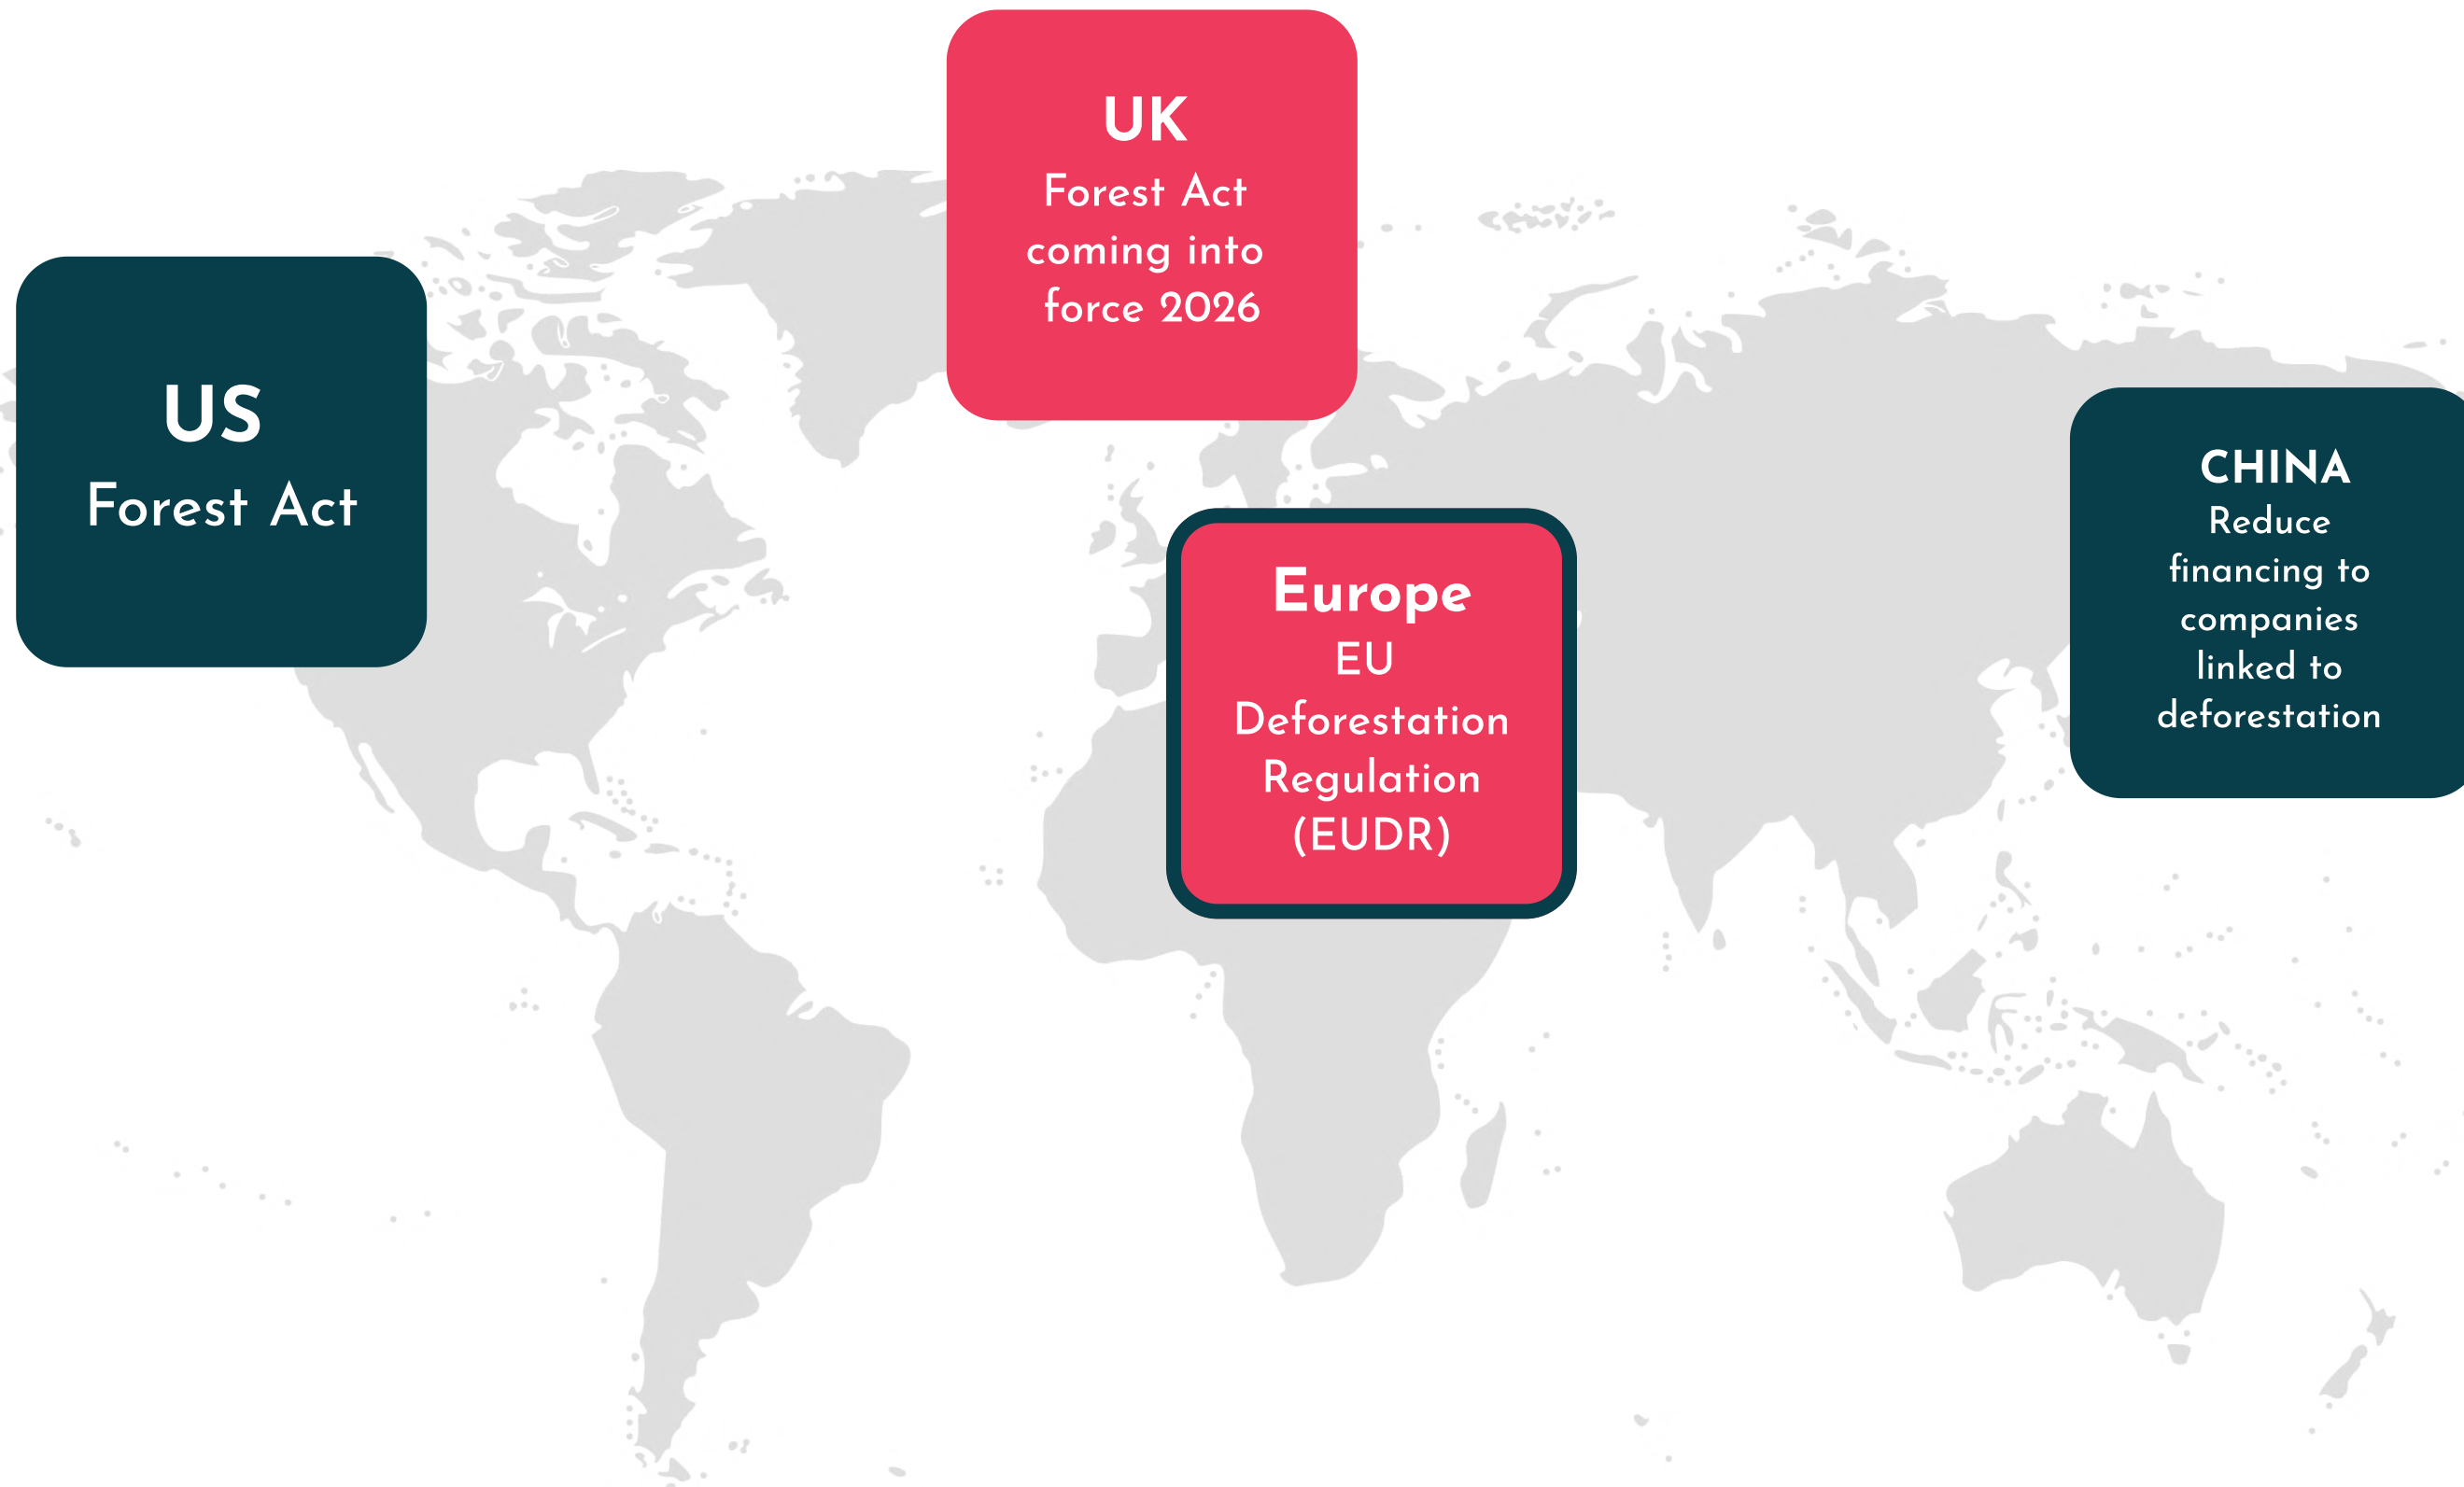 UK
Forest Act
coming into
force 2026
US
Forest Act
CHINA
Reduce
financing to
companies
linked to
deforestation
Europe
EU
Deforestation
Regulation
(EUDR)